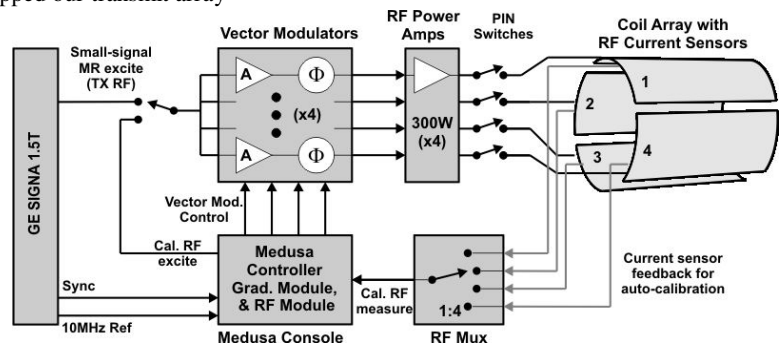 pped our transmit array
Vector Modulators
RF Power
Amps
PIN
Switches
Coil Array with
RF Current Sensors
Small-signal
MR excite
(TX RF)
A
Φ
(x4)
A
Φ
300W
(x4)
1
2
3
4
GE SIGNA 1.5T
Vector Mod.
Control
Cal. RF
excite
Medusa
Controller
Grad. Module,
& RF Module
Cal. RF
measure
1:4
Current sensor
feedback for
auto-calibration
Sync
10MHz Ref
Medusa Console
RF Mux